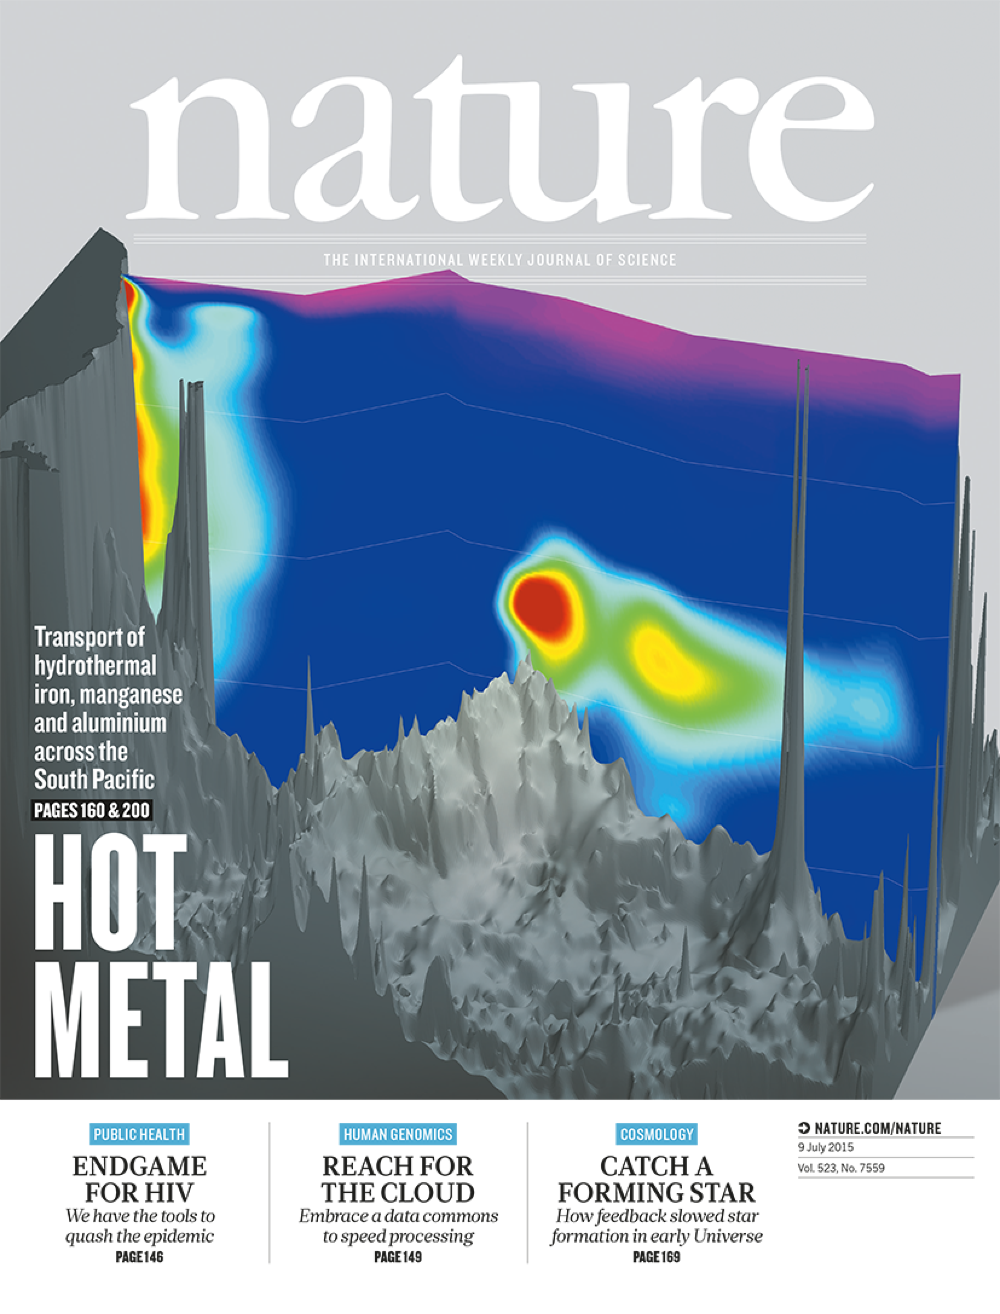 nature
THE INTERNATIONAL WEEKLY JOURNAL OF SCIENCE
Transport of
hydrothermal
iron, manganese
and aluminium
across the
South Pacific
PAGES 160 & 200
HOT
METAL
PUBLIC HEALTH
ENDGAME
FOR HIV
We have the tools to
quash the epidemic
PAGE 146
HUMAN GENOMICS
REACH FOR
THE CLOUD
Embrace a data commons
to speed processing
PAGE 149
COSMOLOGY
CATCH A
FORMING STAR
How feedback slowed star
formation in early Universe
PAGE 169
NATURE.COM/NATURE
9 July 2015
Vol. 523, No. 7559